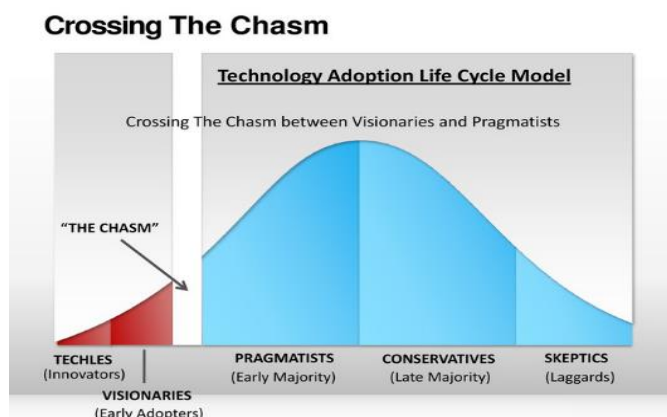 Crossing The Chasm
Technology Adoption Life Cycle Model
Crossing The Chasm between Visionaries and Pragmatists
"THE CHASM"
TECHLES
(Innovators)
VISIONARIES
(Early Adopters)
PRAGMATISTS
(Early Majority)
CONSERVATIVES
(Late Majority)
SKEPTICS
(Laggards)